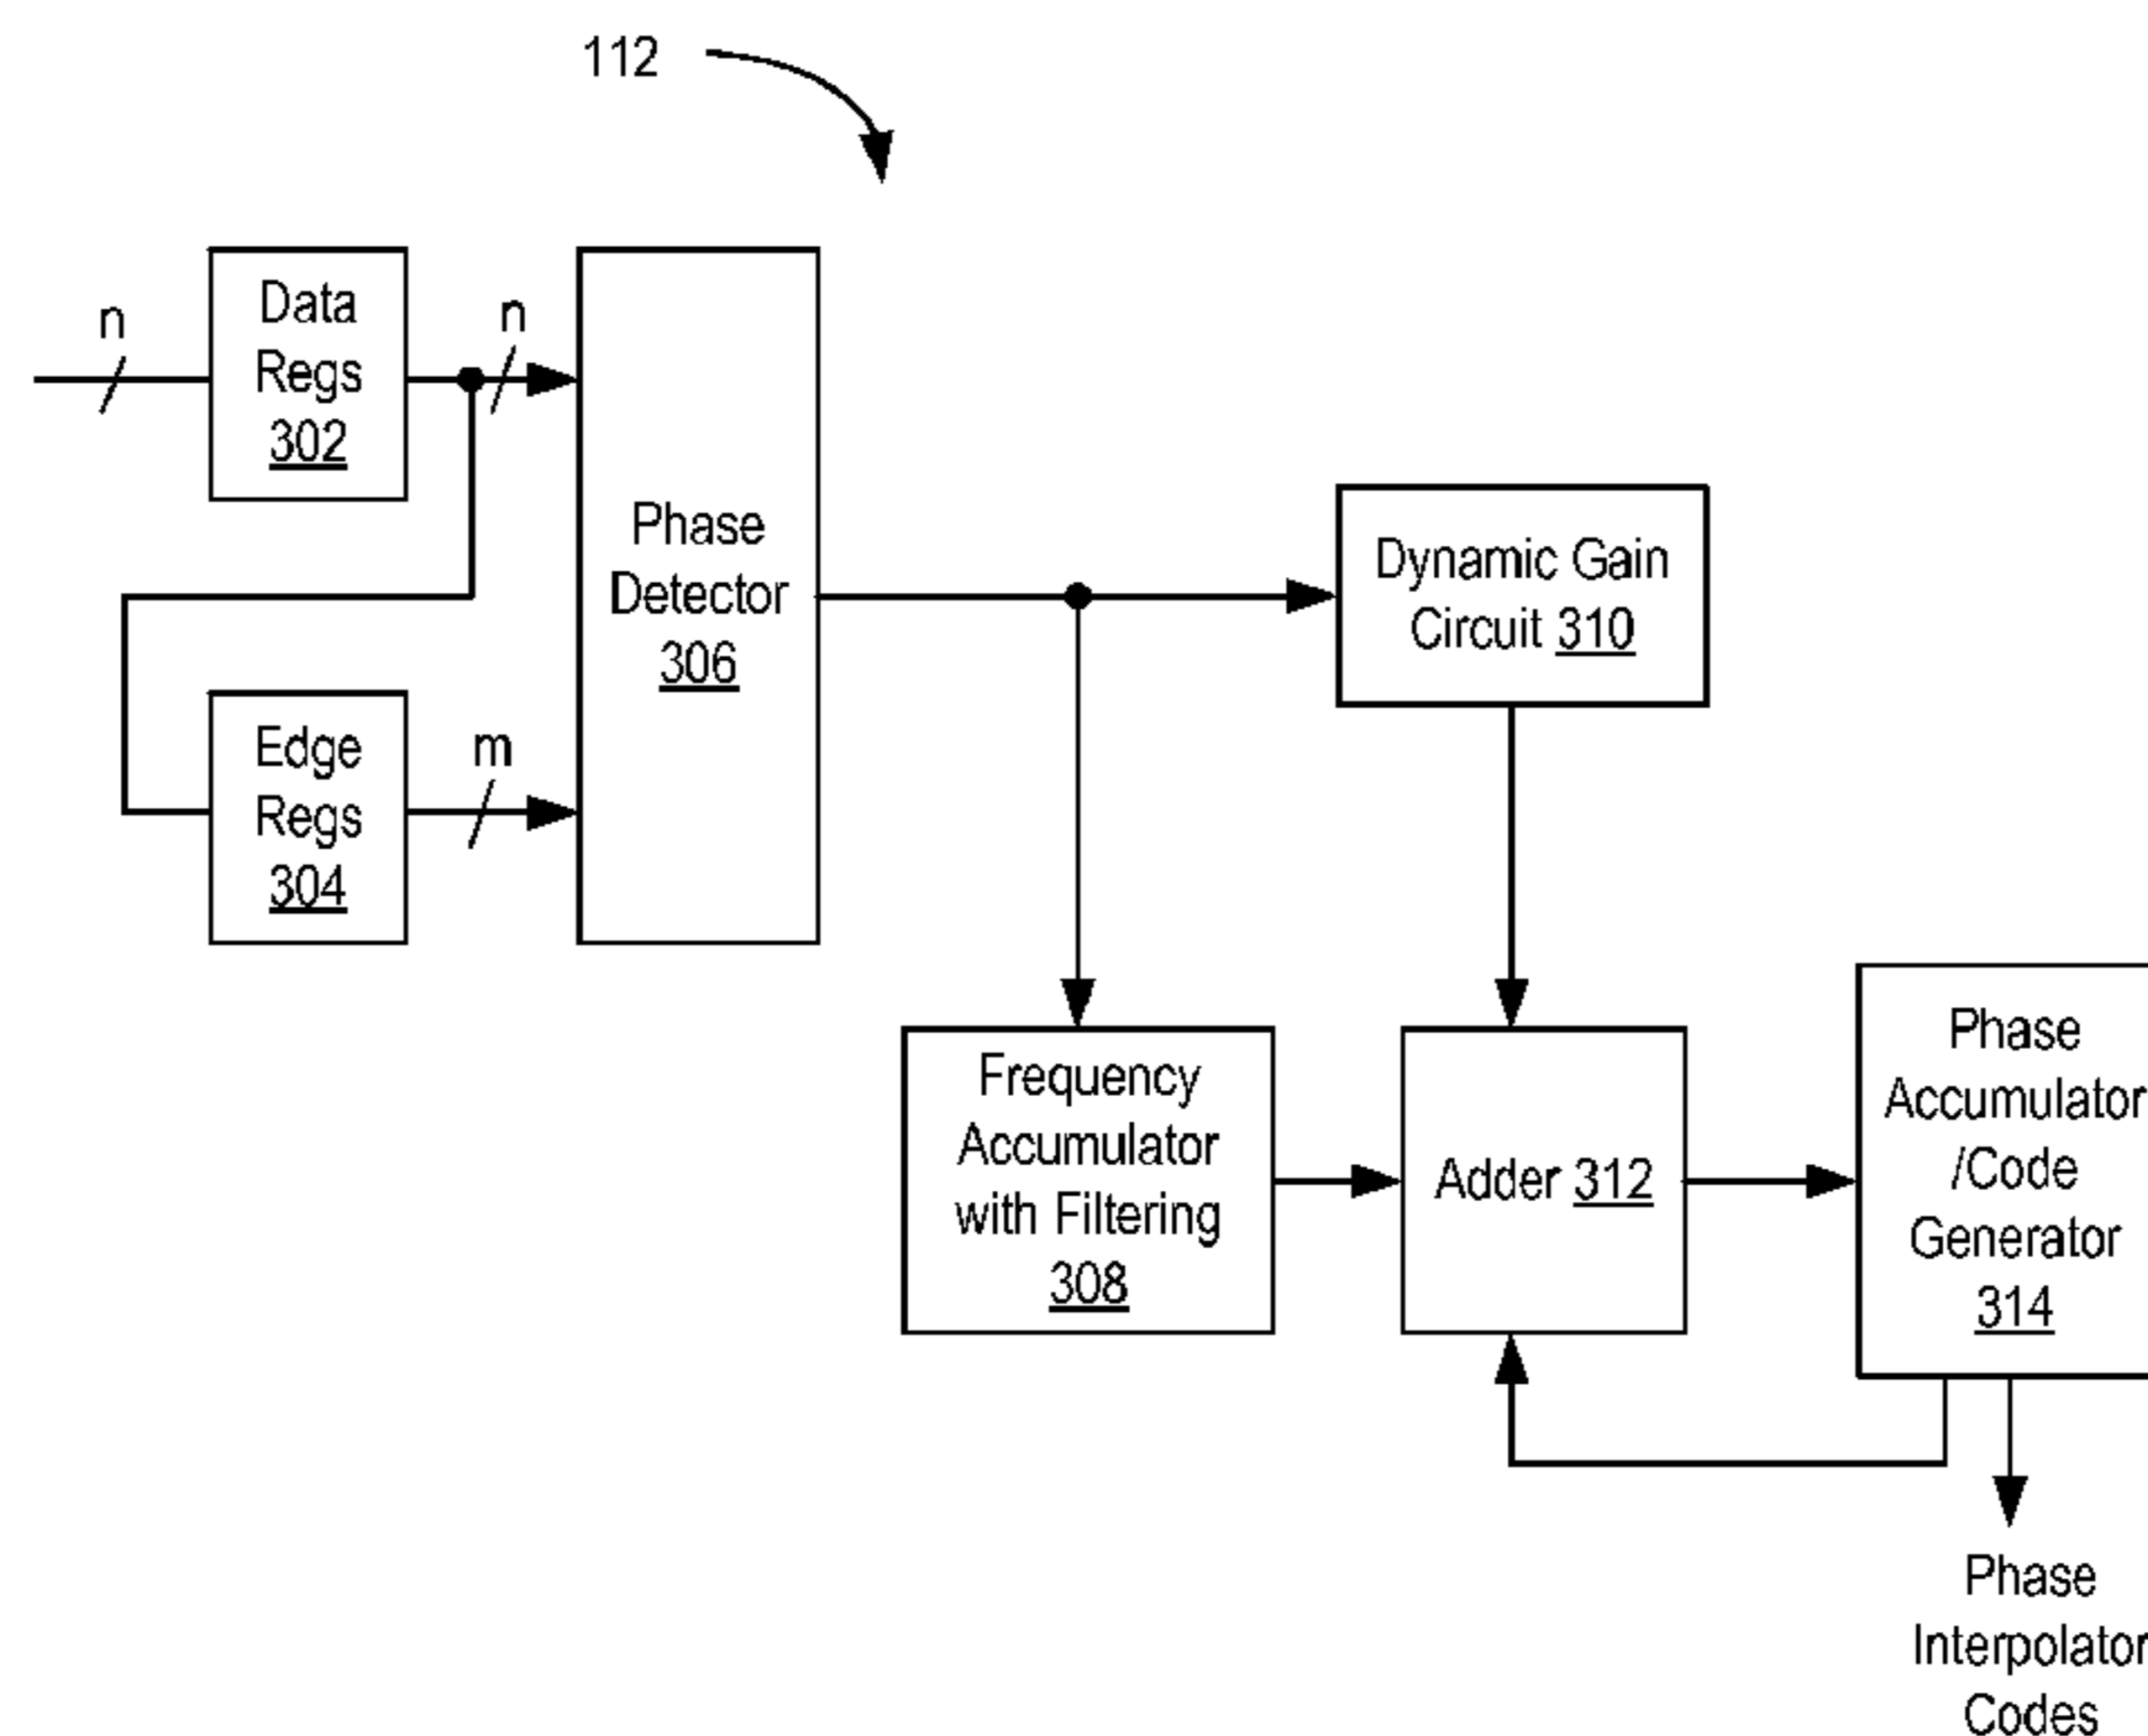 112
n
Data
Regs
302
n
Phase
Detector
306
Edge
Regs
304
m
Dynamic Gain
Circuit 310
Frequency
Accumulator
with Filtering
308
Adder 312
Phase
Accumulator
/Code
Generator
314
Phase
Interpolator
Codes